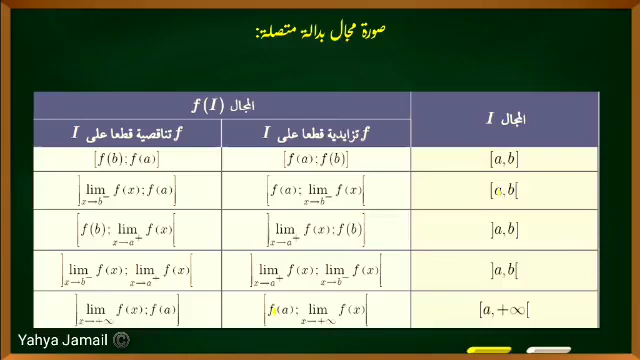 صورة مجال بدالة متصلة:
المجال I
المجال f(I)
f تزايدية قطعا على I
f تناقصية قطعا على I
[a,b]
[f(a);f(b)]
[f(b);f(a)]
[a,b[
[f(a); lim x→b⁻ f(x)[
]lim x→b⁻ f(x); f(a)]
]a,b]
]lim x→a⁺ f(x); f(b)]
[f(b); lim x→a⁺ f(x)[
]a,b[
]lim x→a⁺ f(x); lim x→b⁻ f(x)[
]lim x→b⁻ f(x); lim x→a⁺ f(x)[
[a,+∞[
[f(a); lim x→+∞ f(x)[
]lim x→+∞ f(x); f(a)]
Yahya Jamail ©